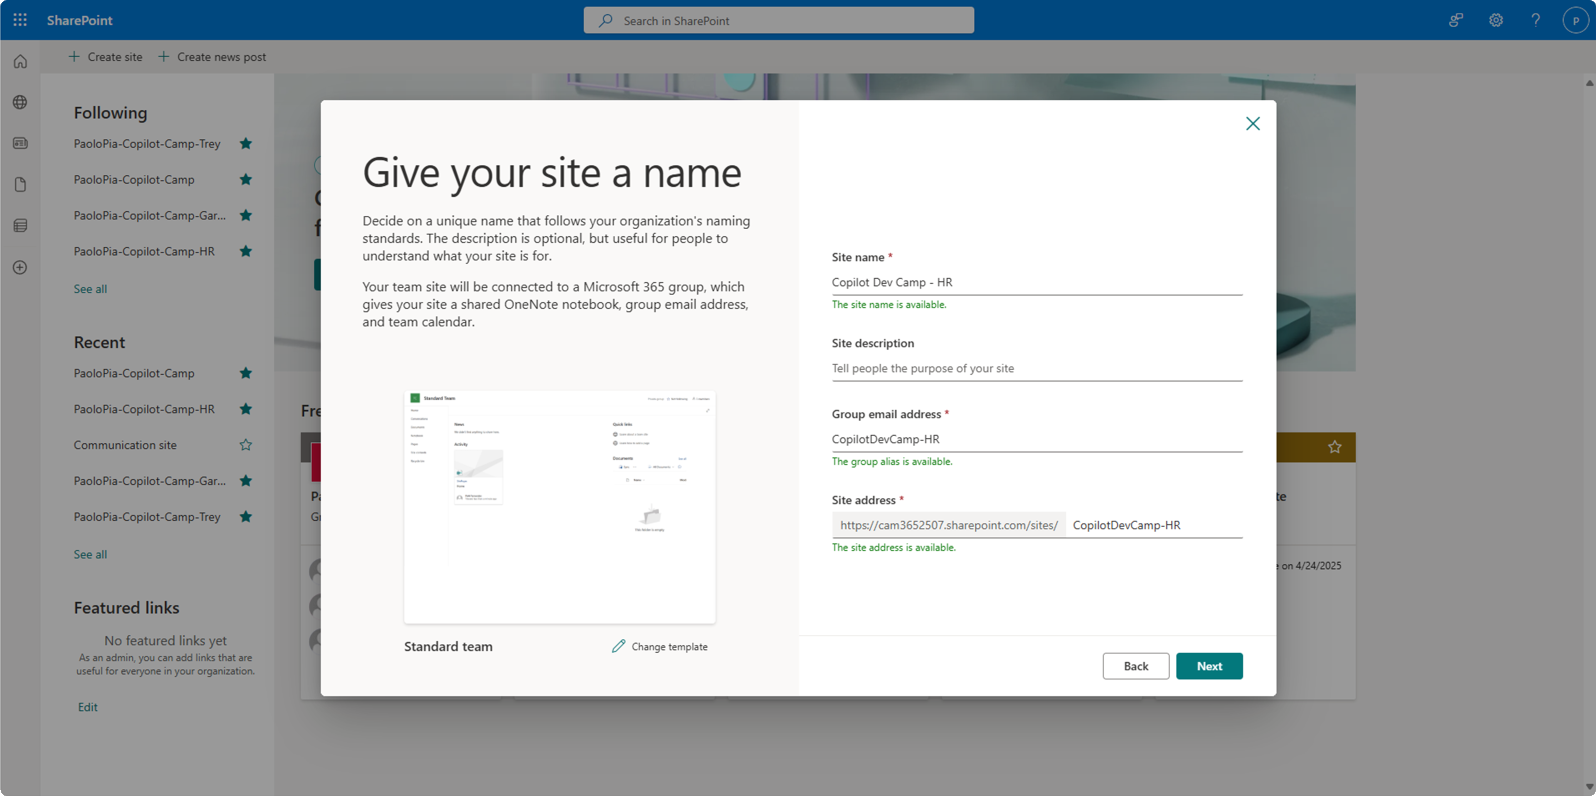 SharePoint
Search in SharePoint
P
Create site
Create news post
Following
PaoloPia-Copilot-Camp-Trey
PaoloPia-Copilot-Camp
PaoloPia-Copilot-Camp-Gar...
PaoloPia-Copilot-Camp-HR
See all
Recent
PaoloPia-Copilot-Camp
PaoloPia-Copilot-Camp-HR
Communication site
PaoloPia-Copilot-Camp-Gar...
PaoloPia-Copilot-Camp-Trey
See all
Featured links
No featured links yet
As an admin, you can add links that are
useful for everyone in your organization.
Edit
Fre
Give your site a name
Decide on a unique name that follows your organization's naming
standards. The description is optional, but useful for people to
understand what your site is for.
Your team site will be connected to a Microsoft 365 group, which
gives your site a shared OneNote notebook, group email address,
and team calendar.
Standard Team
News
Activity
Quick links
Documents
Standard team
Change template
Site name *
Copilot Dev Camp - HR
The site name is available.
Site description
Tell people the purpose of your site
Group email address *
CopilotDevCamp-HR
The group alias is available.
Site address *
https://cam3652507.sharepoint.com/sites/ CopilotDevCamp-HR
The site address is available.
Back
Next
te
e on 4/24/2025